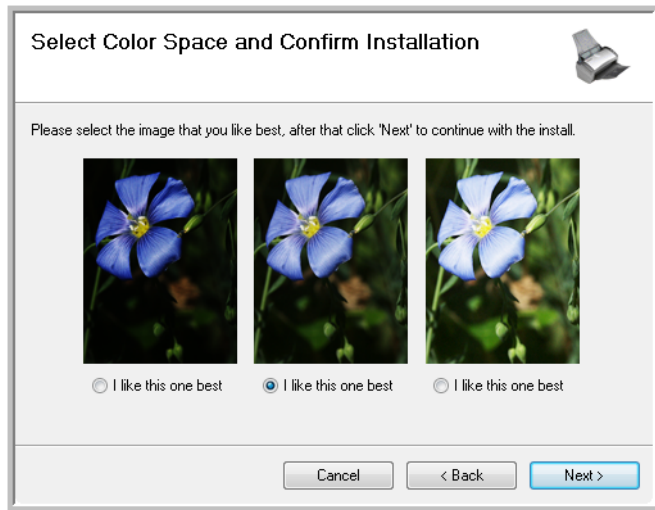 Select Color Space and Confirm Installation
Please select the image that you like best, after that click 'Next' to continue with the install.
I like this one best
I like this one best
I like this one best
Cancel
< Back
Next >